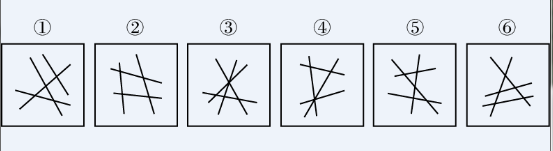 ① ② ③ ④ ⑤ ⑥